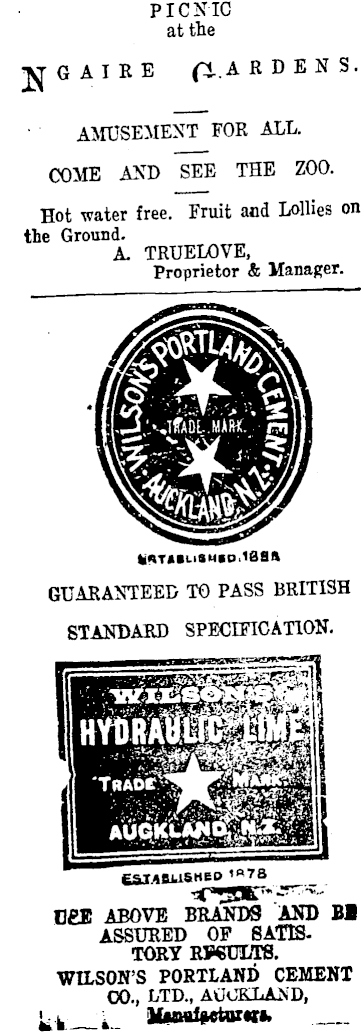 PICNIC
at the
NGAIRE GARDENS.
AMUSEMENT FOR ALL.
COME AND SEE THE ZOO.
Hot water free. Fruit and Lollies on
the Ground.
A. TRUELOVE,
Proprietor & Manager.
WILSON'S PORTLAND CEMENT
TRADE MARK.
AUCKLAND N.Z.
ESTABLISHED
GUARANTEED TO PASS BRITISH
STANDARD SPECIFICATION.
WILSON'S
HYDRAULIC LIME
TRADE MARK
AUCKLAND N.Z.
ESTABLISHED 1878
USE ABOVE BRANDS AND BE
ASSURED OF SATIS-
TORY RESULTS.
WILSON'S PORTLAND CEMENT
CO., LTD., AUCKLAND,
Manufacturers.